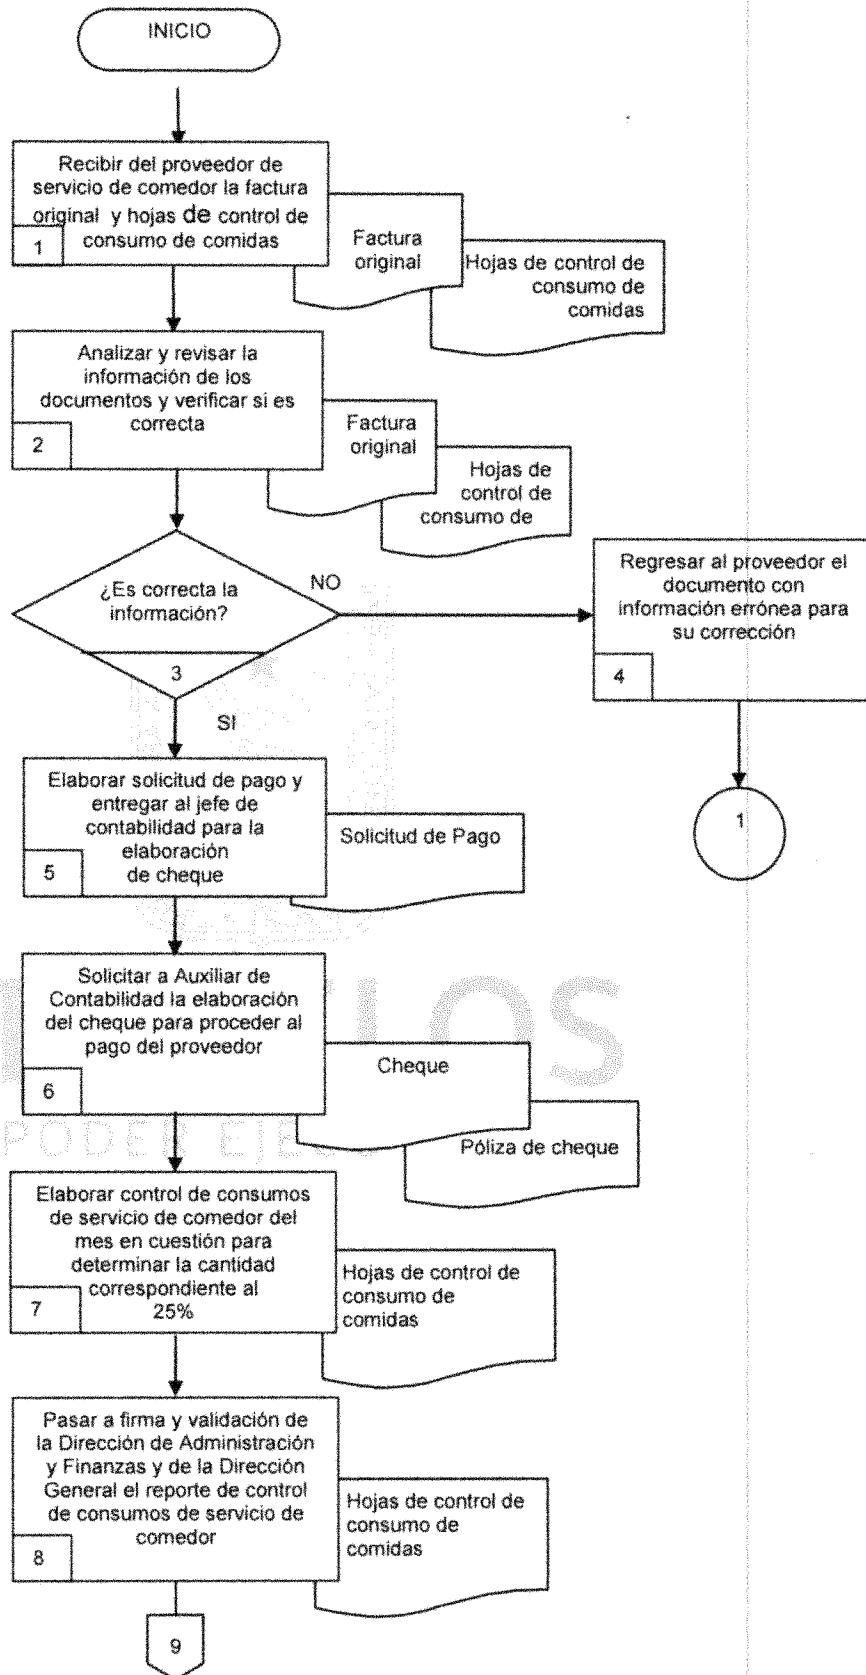 INICIO
Recibir del proveedor de
servicio de comedor la factura
original y hojas de control de
consumo de comidas
1
Factura
original
Hojas de control de
consumo de
comidas
Analizar y revisar la
información de los
documentos y verificar si es
correcta
2
Factura
original
Hojas de
control de
consumo de
¿Es correcta la
información?
3
NO
Regresar al proveedor el
documento con
información errónea para
su corrección
4
1
SI
Elaborar solicitud de pago y
entregar al jefe de
contabilidad para la
elaboración
de cheque
5
Solicitud de Pago
Solicitar a Auxiliar de
Contabilidad la elaboración
del cheque para proceder al
pago del proveedor
6
Cheque
Póliza de cheque
LOS
PODER EJE
Elaborar control de consumos
de servicio de comedor del
mes en cuestión para
determinar la cantidad
correspondiente al
25%
7
Hojas de control de
consumo de
comidas
Pasar a firma y validación de
la Dirección de Administración
y Finanzas y de la Dirección
General el reporte de control
de consumos de servicio de
comedor
8
Hojas de control de
consumo de
comidas
9